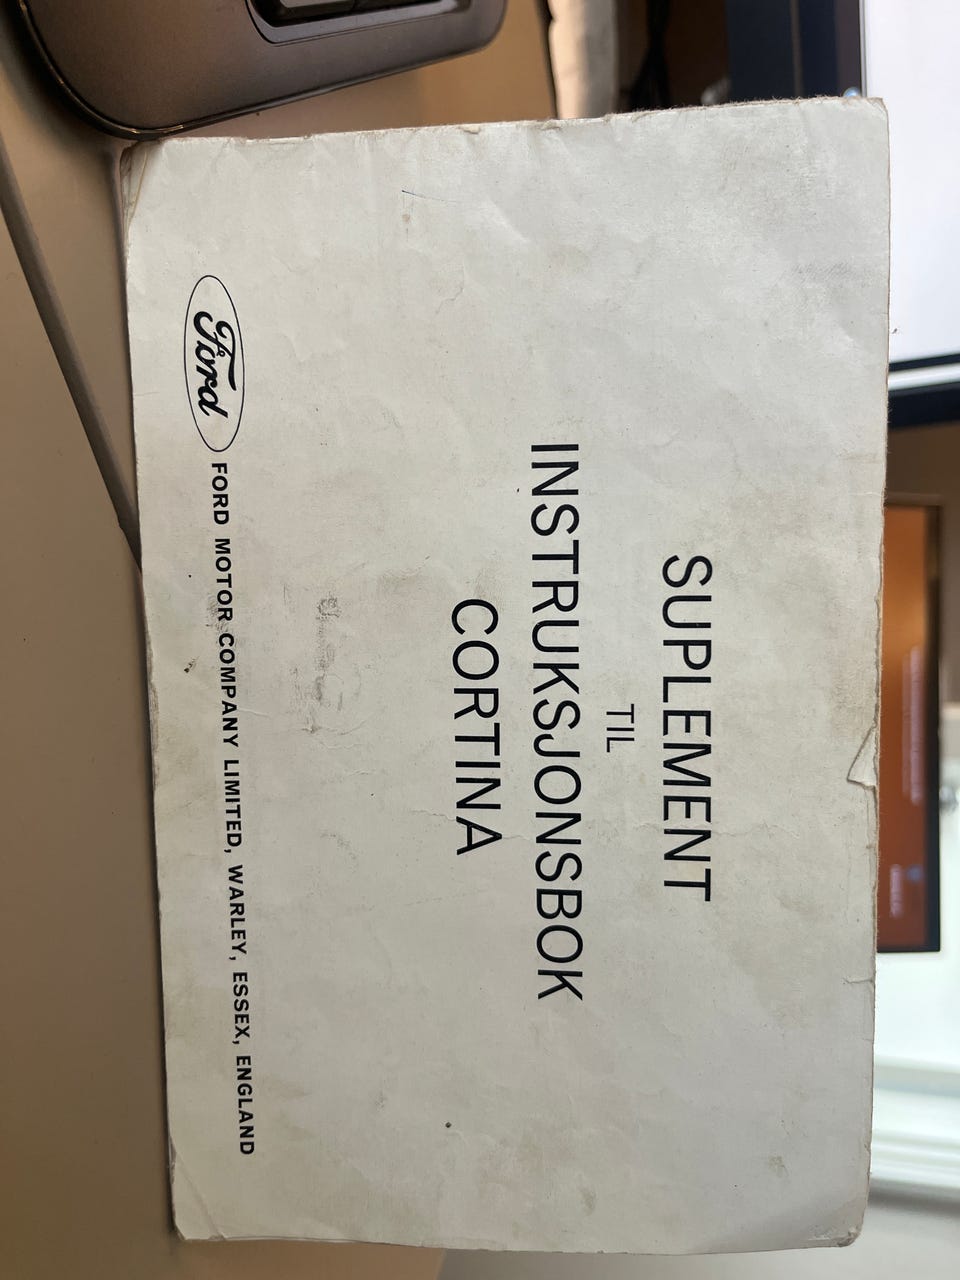 SUPLEMENT
TIL
INSTRUKSJONSBOK
CORTINA
Ford FORD MOTOR COMPANY LIMITED, WARLEY, ESSEX, ENGLAND